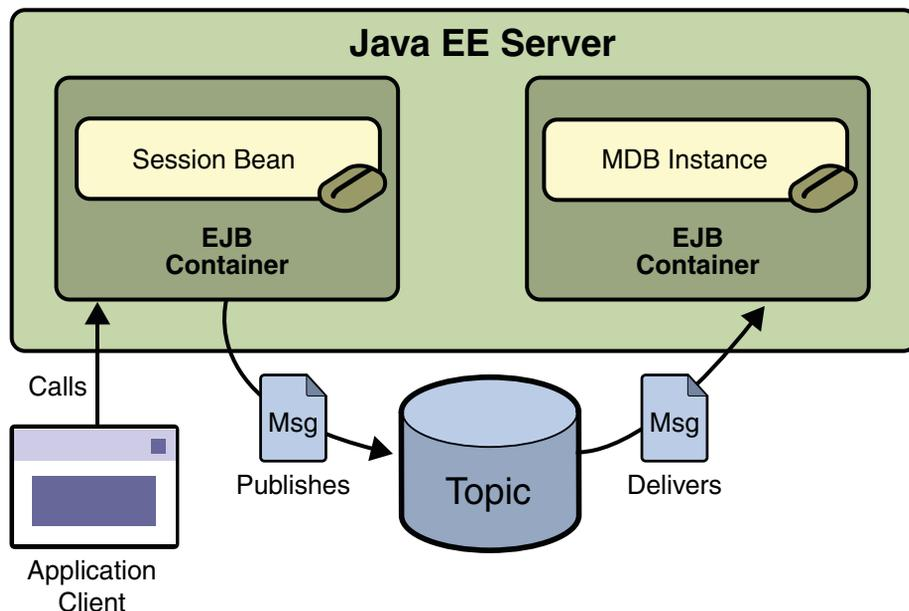 Java EE Server
Session Bean
EJB
Container
MDB Instance
EJB
Container
Calls
Msg
Publishes
Topic
Msg
Delivers
Application
Client